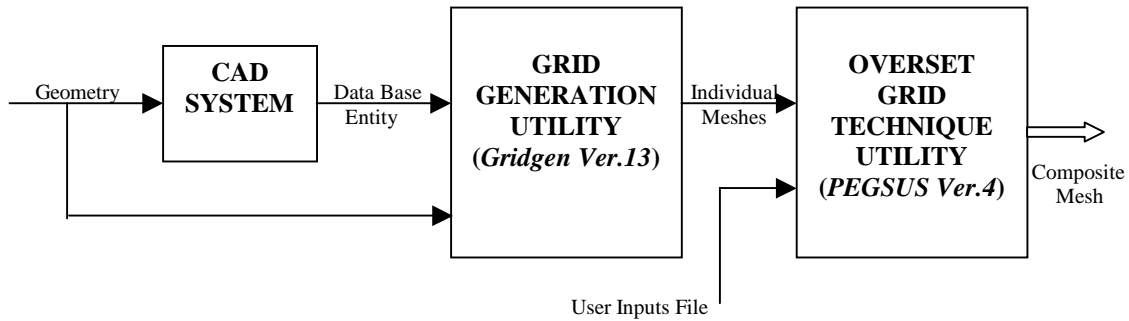 Geometry
CAD
SYSTEM
Data Base
Entity
GRID
GENERATION
UTILITY
(Gridgen Ver.13)
Individual
Meshes
OVERSET
GRID
TECHNIQUE
UTILITY
(PEGSUS Ver.4)
Composite
Mesh
User Inputs File